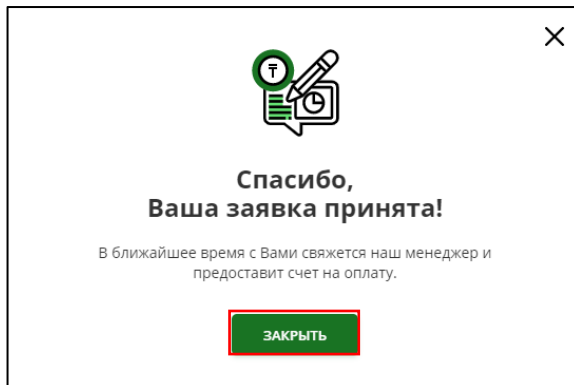 ₸
Спасибо,
Ваша заявка принята!
В ближайшее время с Вами свяжется наш менеджер и
предоставит счет на оплату.
ЗАКРЫТЬ